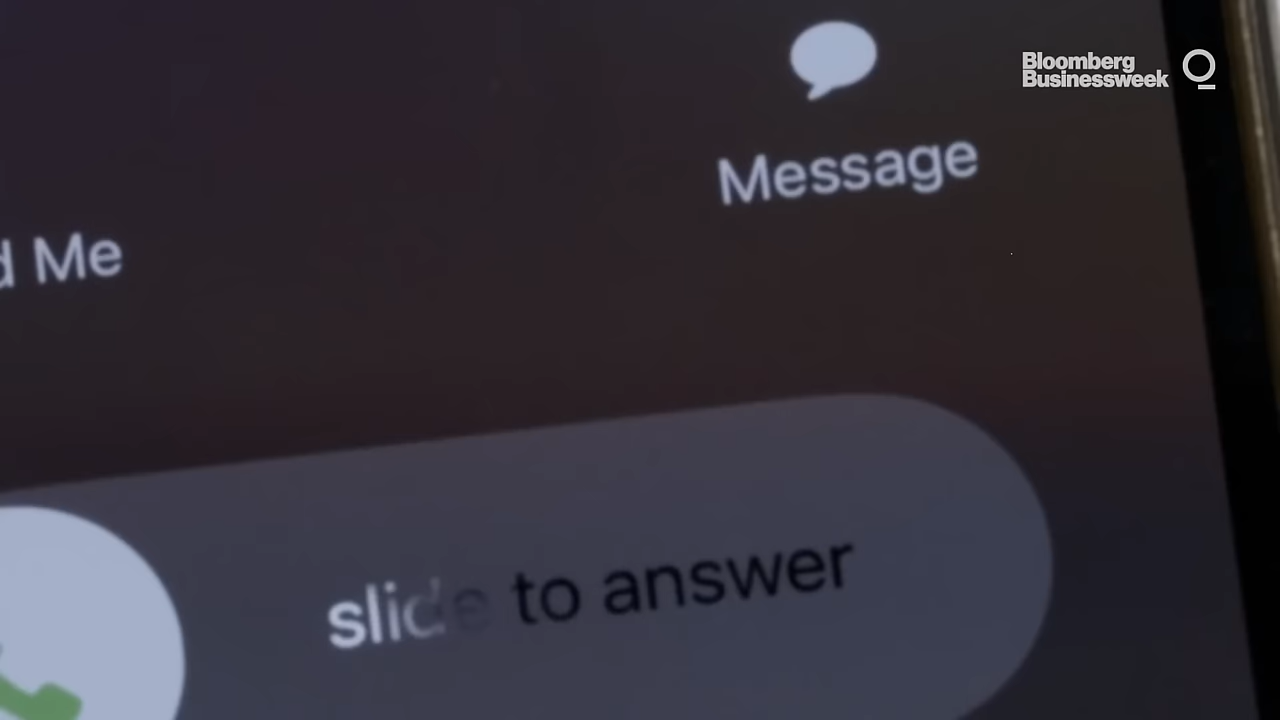 Bloomberg
Businessweek
Message
d Me
slide to answer